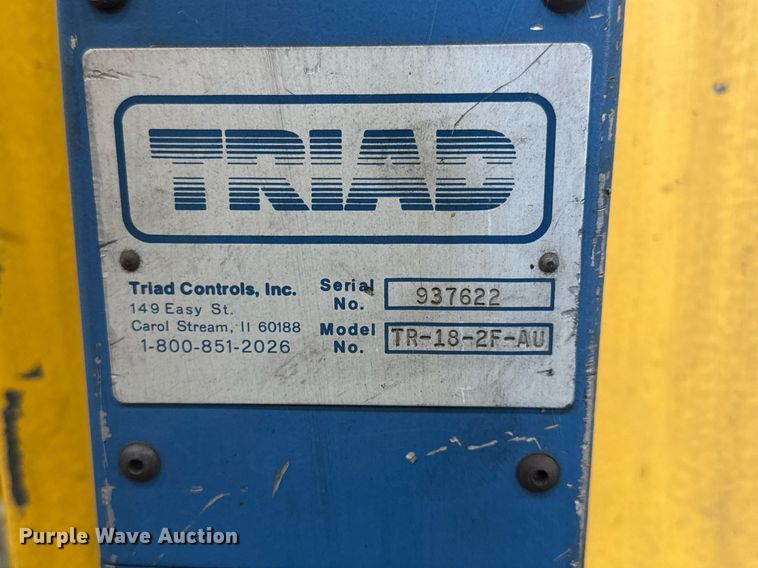 TRIAD
Triad Controls, Inc.
149 Easy St.
Carol Stream, Il 60188
1-800-851-2026
Serial No. 937622
Model No. TR-18-2F-AU
Purple Wave Auction